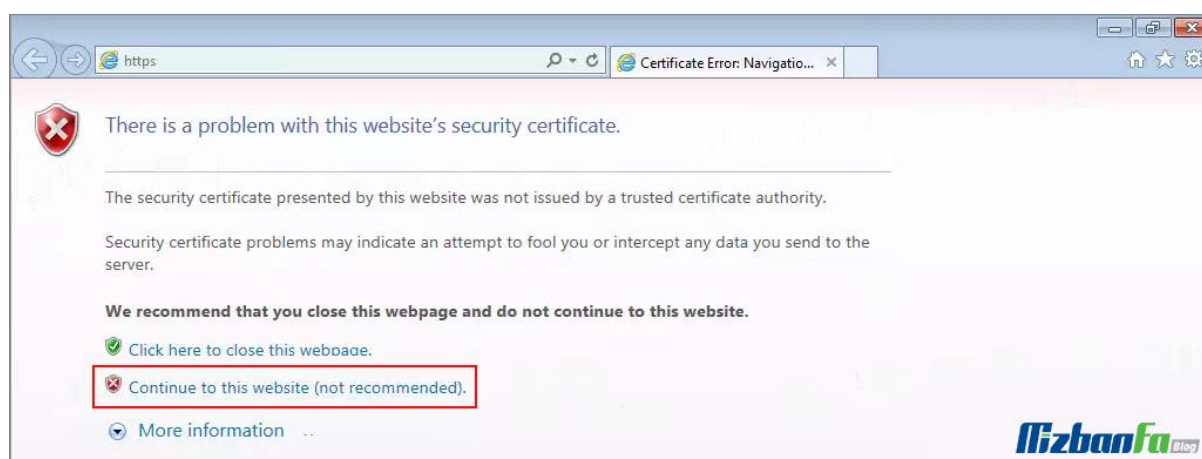 https
Certificate Error: Navigatio...
There is a problem with this website's security certificate.
The security certificate presented by this website was not issued by a trusted certificate authority.
Security certificate problems may indicate an attempt to fool you or intercept any data you send to the
server.
We recommend that you close this webpage and do not continue to this website.
Click here to close this webpage.
Continue to this website (not recommended).
More information ..
MizbanFa Blog